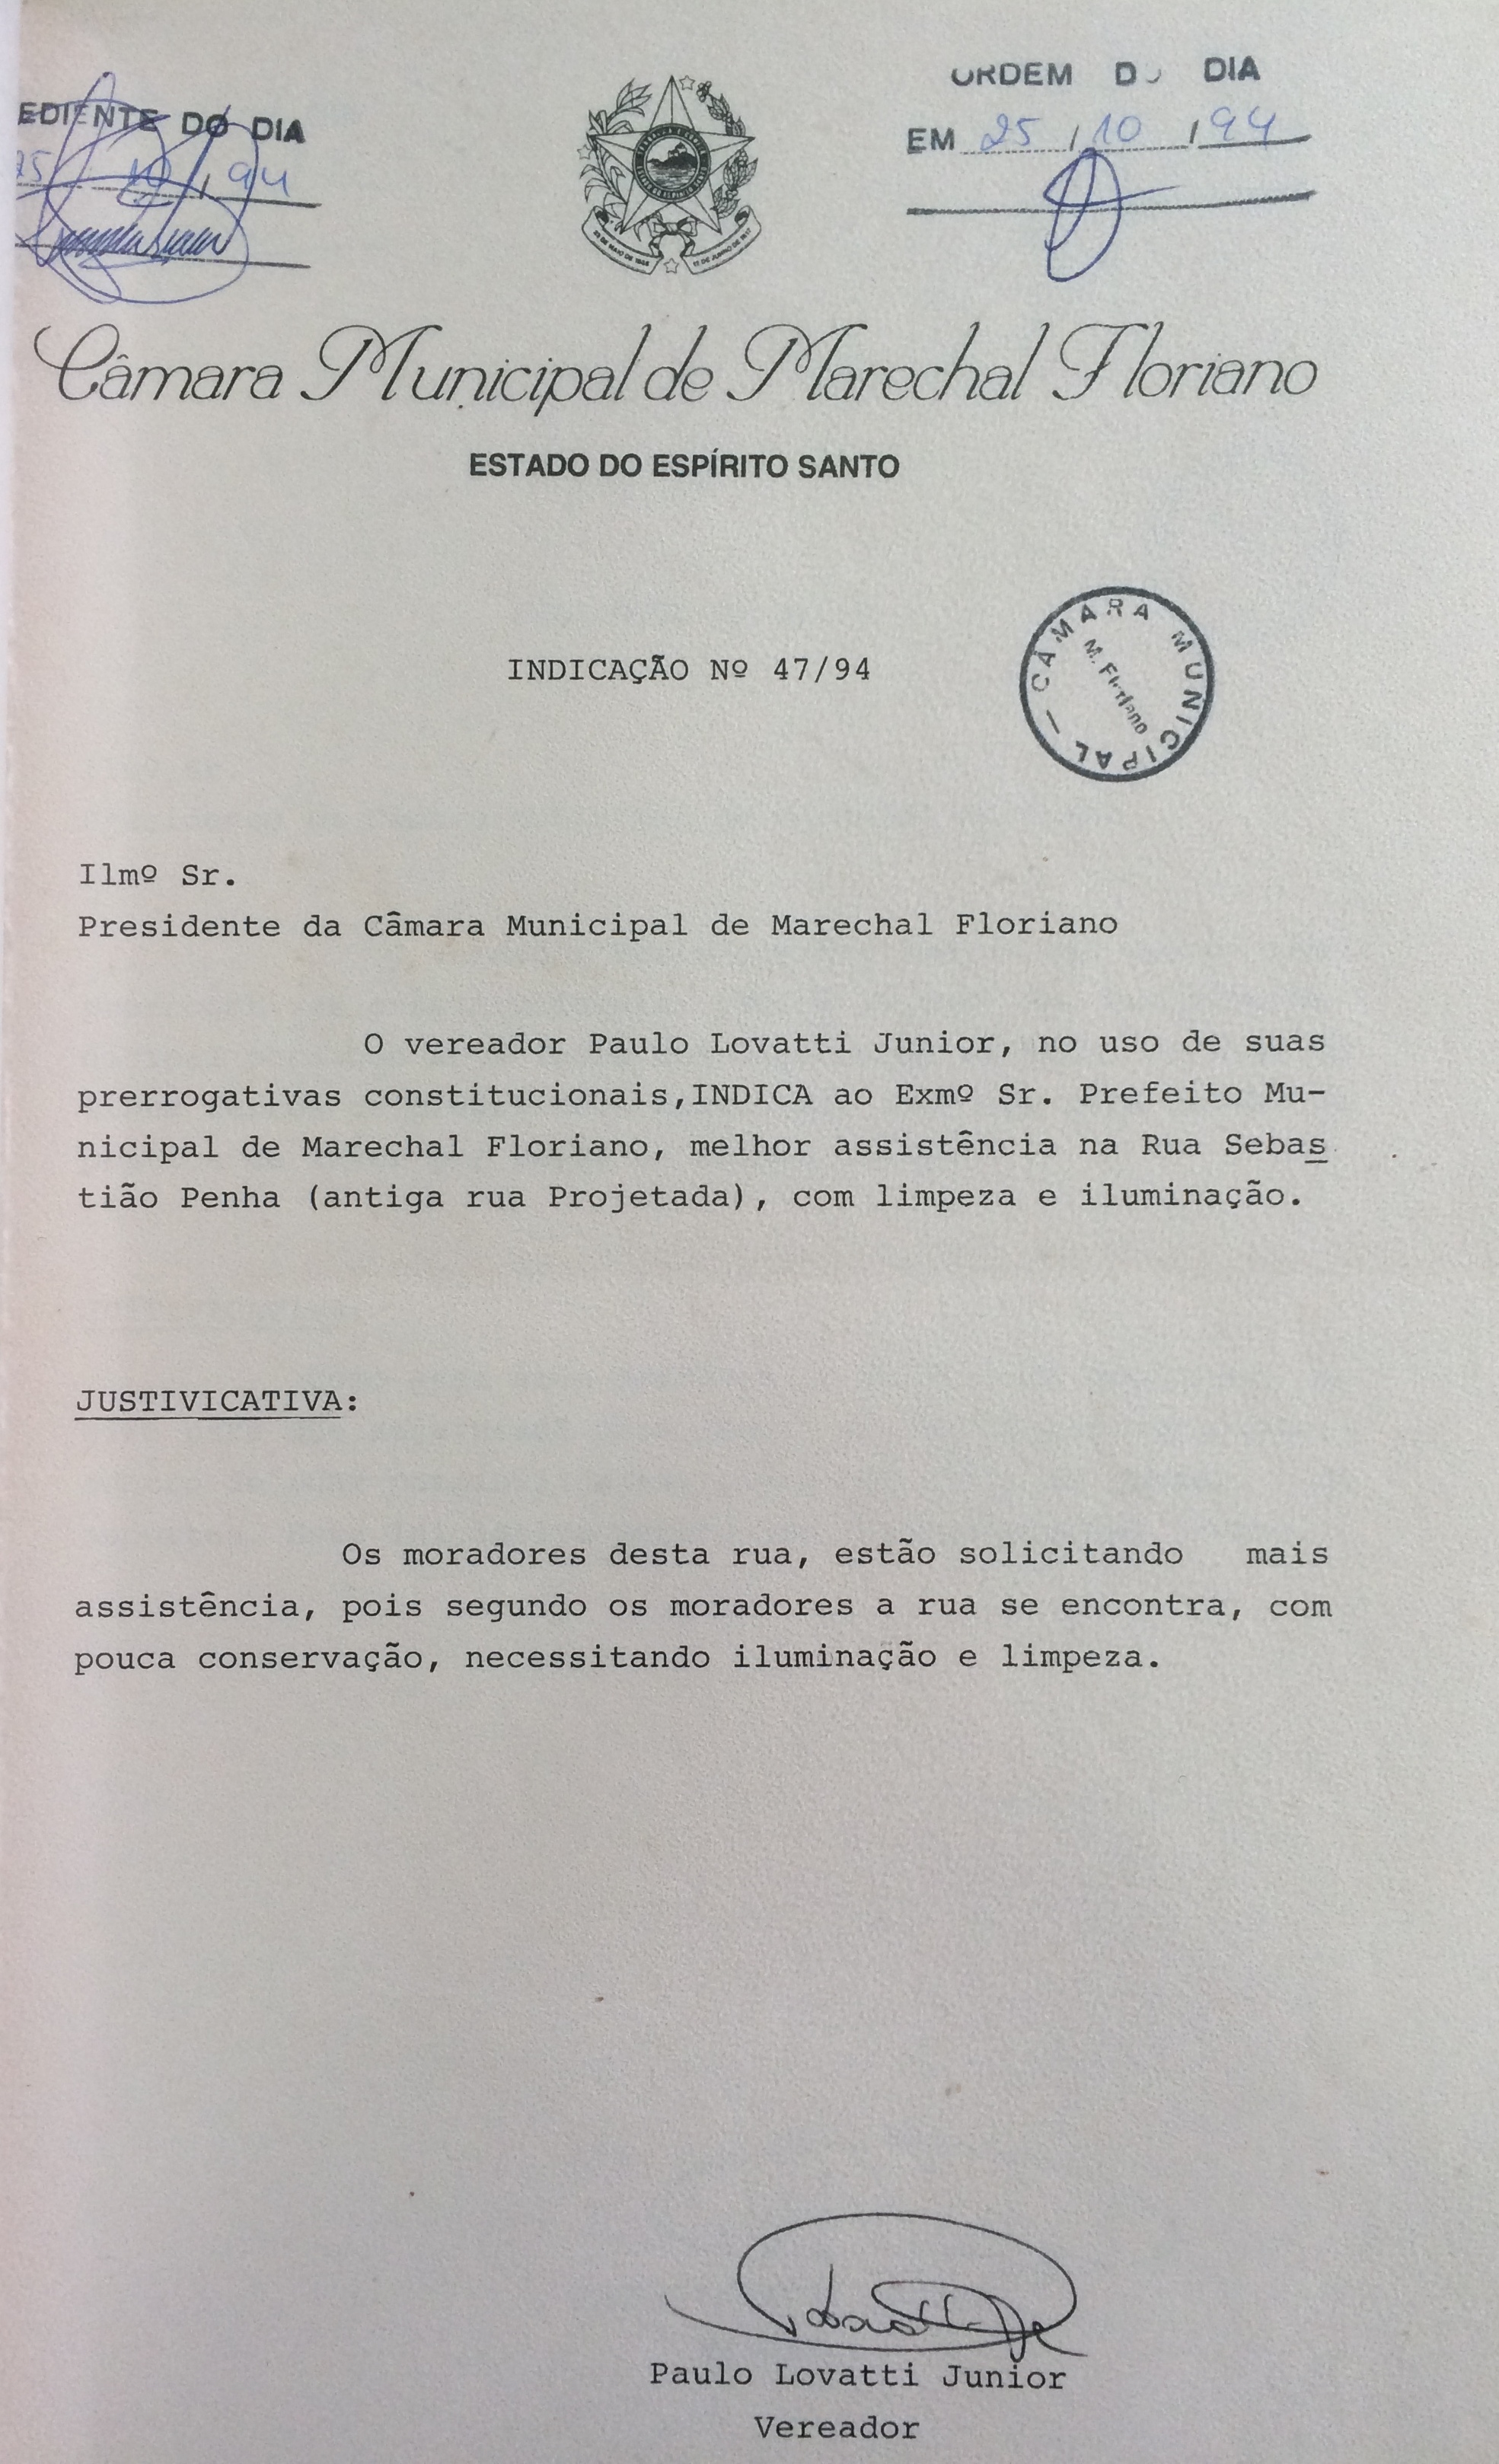 EDIENTE DO DIA
25 / 10 / 94
ORDEM DO DIA
EM 25 / 10 / 94
Câmara Municipal de Marechal Floriano
ESTADO DO ESPÍRITO SANTO
INDICAÇÃO Nº 47/94
CÂMARA MUNICIPAL —
M. Floriano
Ilmº Sr.
Presidente da Câmara Municipal de Marechal Floriano
O vereador Paulo Lovatti Junior, no uso de suas
prerrogativas constitucionais,INDICA ao Exmº Sr. Prefeito Mu-
nicipal de Marechal Floriano, melhor assistência na Rua Sebas
tião Penha (antiga rua Projetada), com limpeza e iluminação.
JUSTIVICATIVA:
Os moradores desta rua, estão solicitando mais
assistência, pois segundo os moradores a rua se encontra, com
pouca conservação, necessitando iluminação e limpeza.
Paulo Lovatti Junior
Vereador